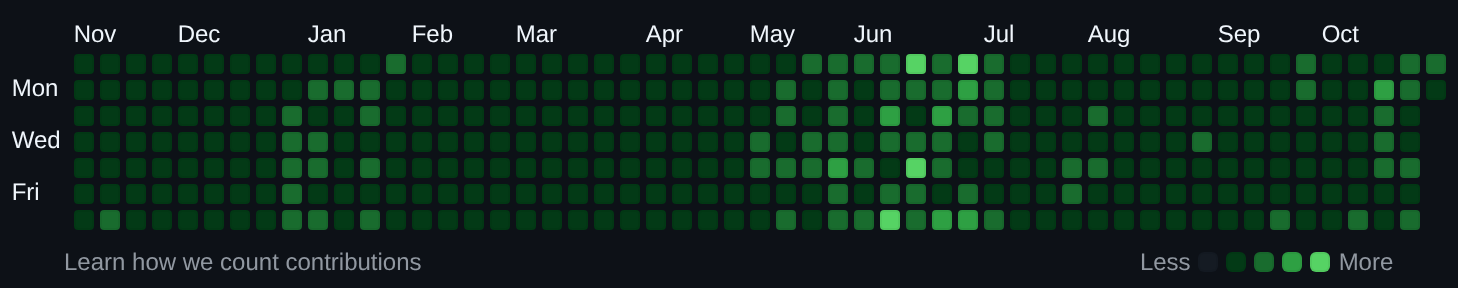 Nov Dec Jan Feb Mar Apr May Jun Jul Aug Sep Oct
Mon
Wed
Fri
Learn how we count contributions Less More